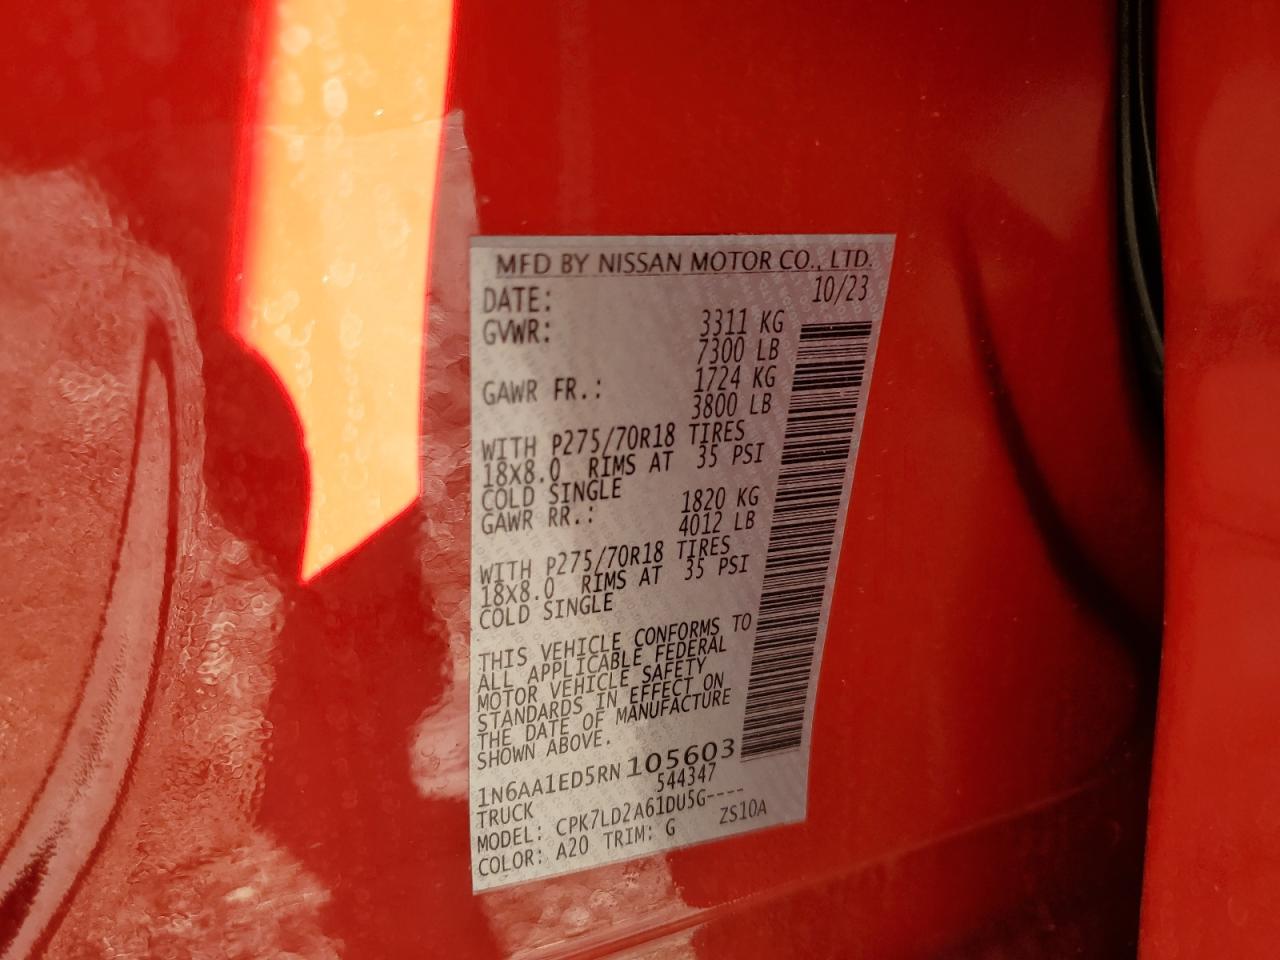 MFD BY NISSAN MOTOR CO., LTD.
DATE: 10/23
GVWR: 3311 KG
7300 LB
GAWR FR.: 1724 KG
3800 LB
WITH P275/70R18 TIRES
18X8.0 RIMS AT 35 PSI
COLD SINGLE
GAWR RR.: 1820 KG
4012 LB
WITH P275/70R18 TIRES
18X8.0 RIMS AT 35 PSI
COLD SINGLE
THIS VEHICLE CONFORMS TO
ALL APPLICABLE FEDERAL
MOTOR VEHICLE SAFETY
STANDARDS IN EFFECT ON
THE DATE OF MANUFACTURE
SHOWN ABOVE.
1N6AA1ED5RN105603
TRUCK 544347
MODEL: CPK7LD2A61DU5G----
COLOR: A20 TRIM: G ZS10A